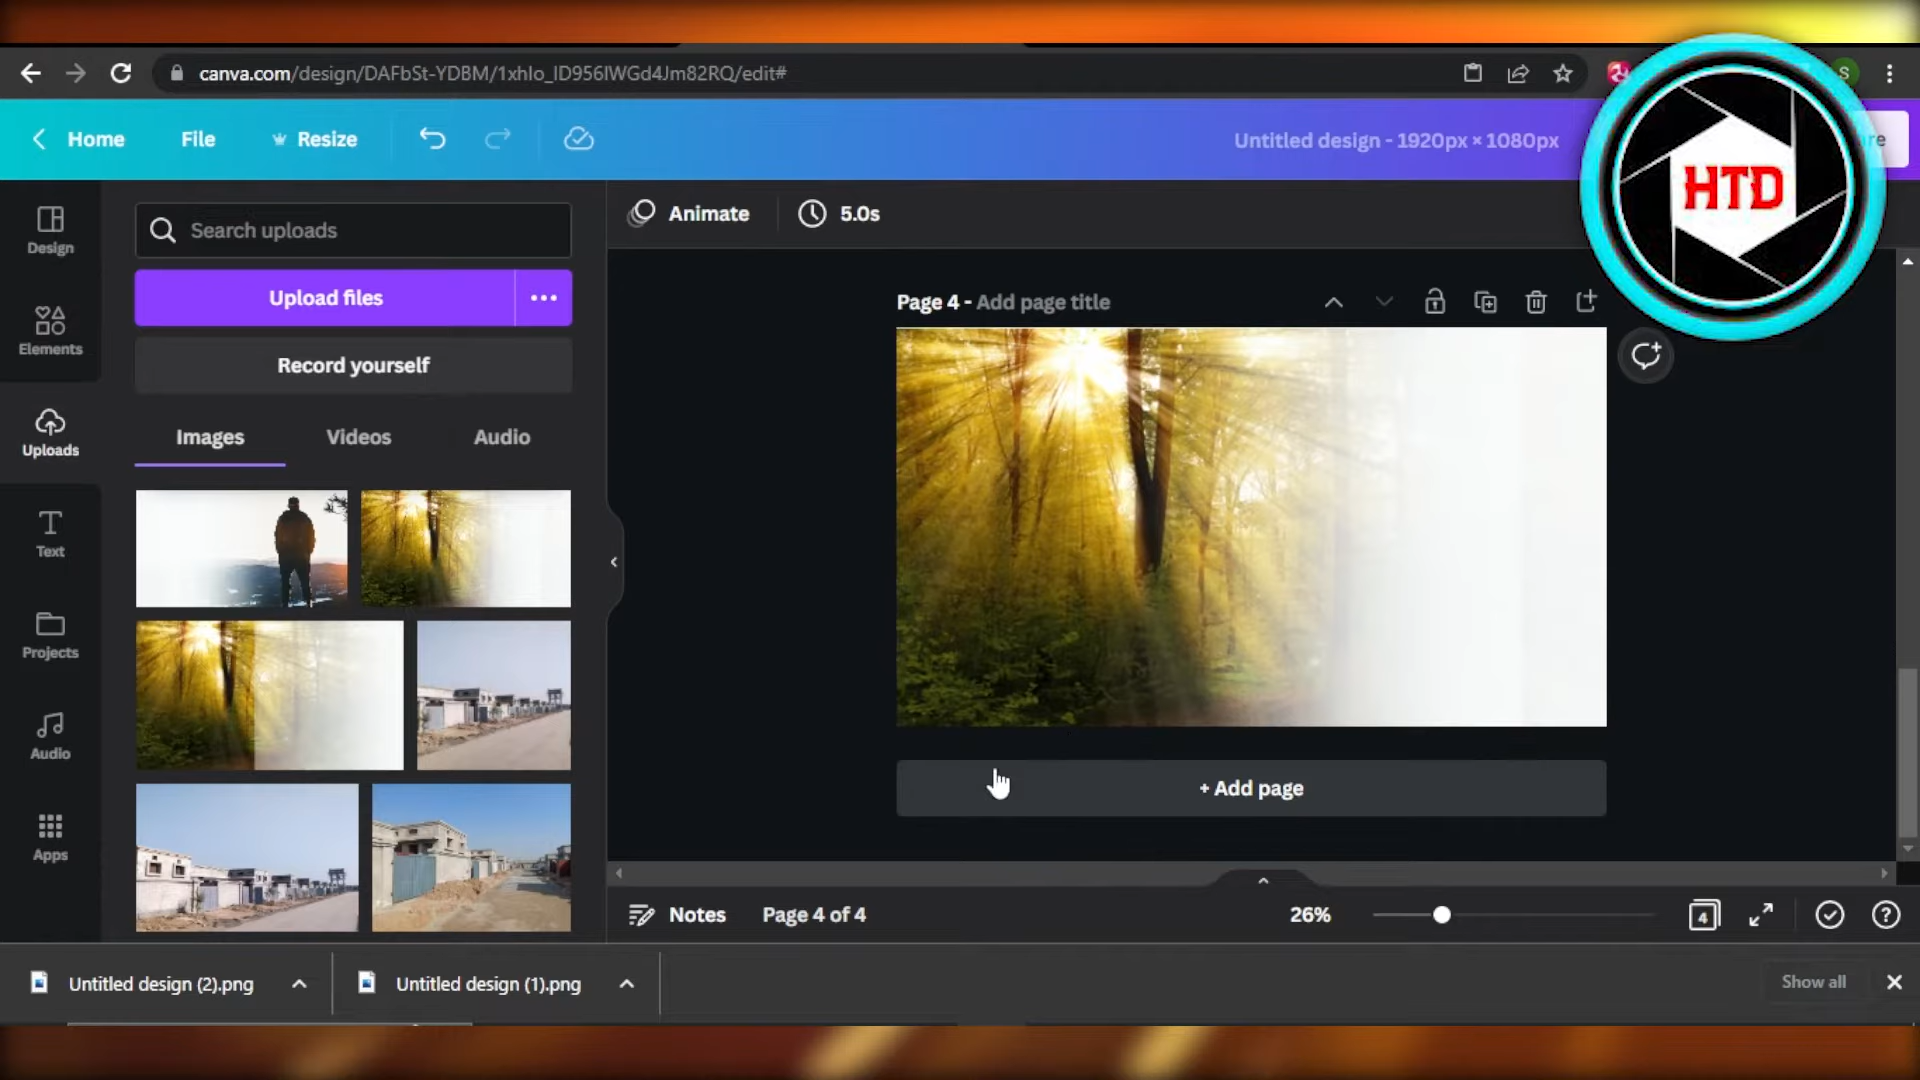 canva.com/design/DAFbSt-YDBM/1xhIo_ID956IWGd4Jm82RQ/edit#
S
Home
File
Resize
Untitled design - 1920px × 1080px
re
HTD
Design
Elements
Uploads
Text
Projects
Audio
Apps
Search uploads
Upload files
Record yourself
Images
Videos
Audio
Animate
5.0s
Page 4 - Add page title
+ Add page
Notes
Page 4 of 4
26%
4
Untitled design (2).png
Untitled design (1).png
Show all